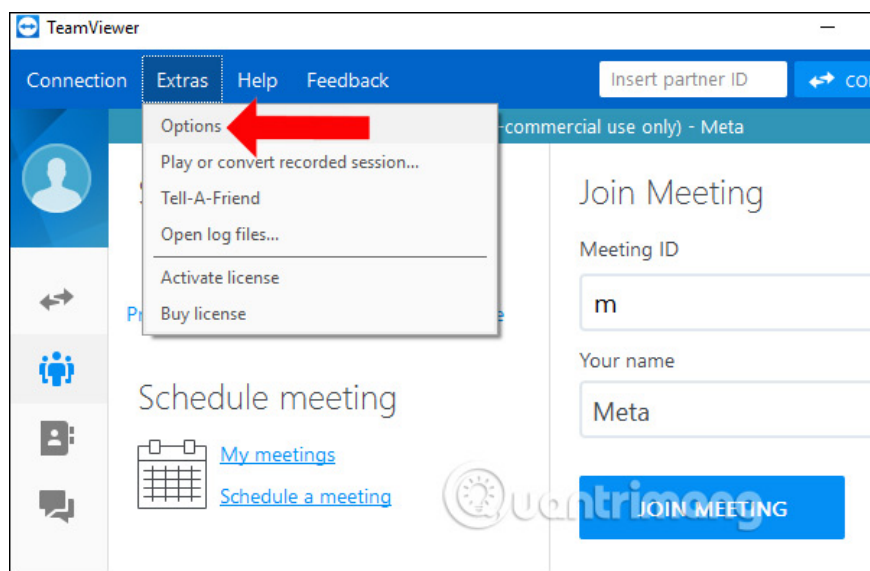 TeamViewer
Connection Extras Help Feedback Insert partner ID
Options
-commercial use only) - Meta
Play or convert recorded session...
Tell-A-Friend
Open log files...
Activate license
Buy license
Join Meeting
Meeting ID
m
Your name
Meta
JOIN MEETING
Schedule meeting
My meetings
Schedule a meeting
Quantrimang